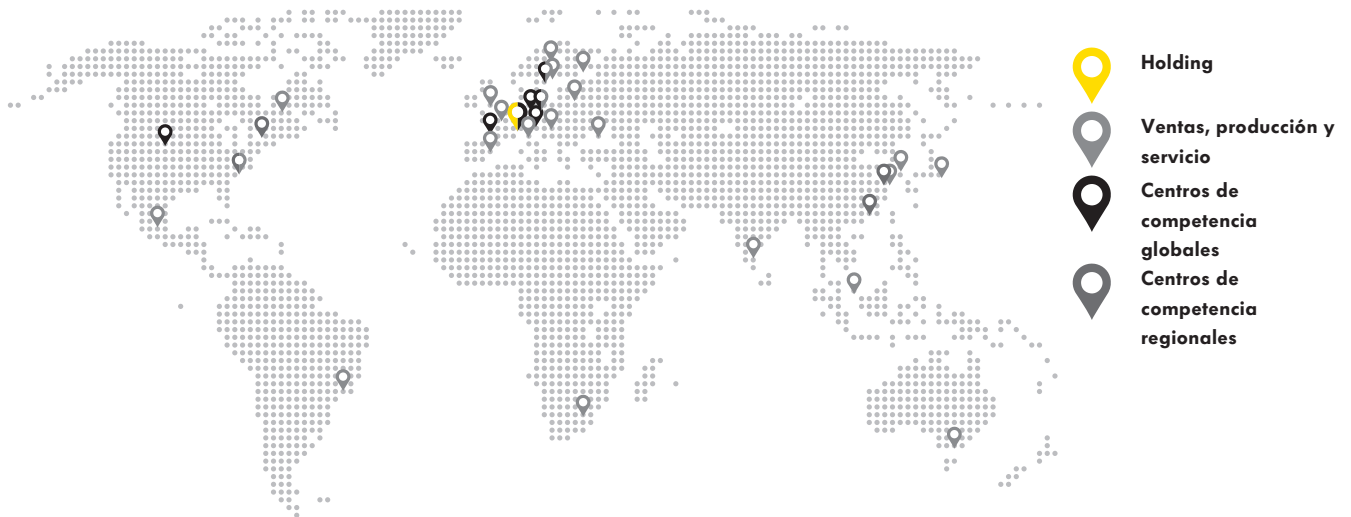 Holding
Ventas, producción y
servicio
Centros de
competencia
globales
Centros de
competencia
regionales